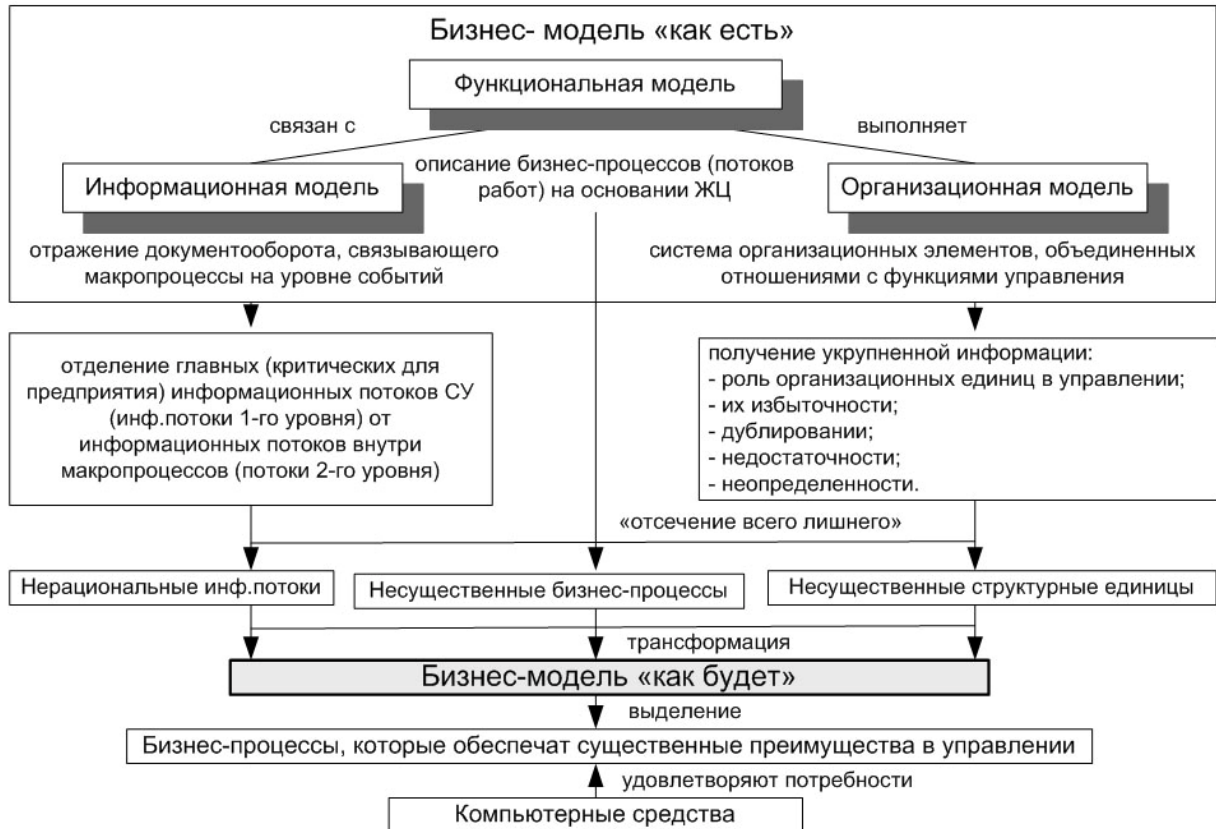 Бизнес- модель «как есть»
Функциональная модель
связан с
выполняет
Информационная модель
описание бизнес-процессов (потоков
работ) на основании ЖЦ
Организационная модель
отражение документооборота, связывающего
макропроцессы на уровне событий
система организационных элементов, объединенных
отношениями с функциями управления
отделение главных (критических для
предприятия) информационных потоков СУ
(инф.потоки 1-го уровня) от
информационных потоков внутри
макропроцессов (потоки 2-го уровня)
получение укрупненной информации:
- роль организационных единиц в управлении;
- их избыточности;
- дублировании;
- недостаточности;
- неопределенности.
«отсечение всего лишнего»
Нерациональные инф.потоки
Несущественные бизнес-процессы
Несущественные структурные единицы
трансформация
Бизнес-модель «как будет»
выделение
Бизнес-процессы, которые обеспечат существенные преимущества в управлении
удовлетворяют потребности
Компьютерные средства